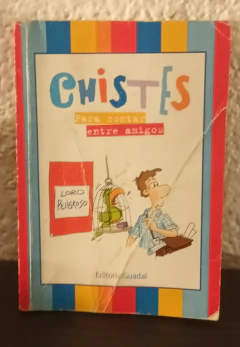 CHISTES
Para contar
entre amigos
LORO
PELIGROSO
Editorial Guadal